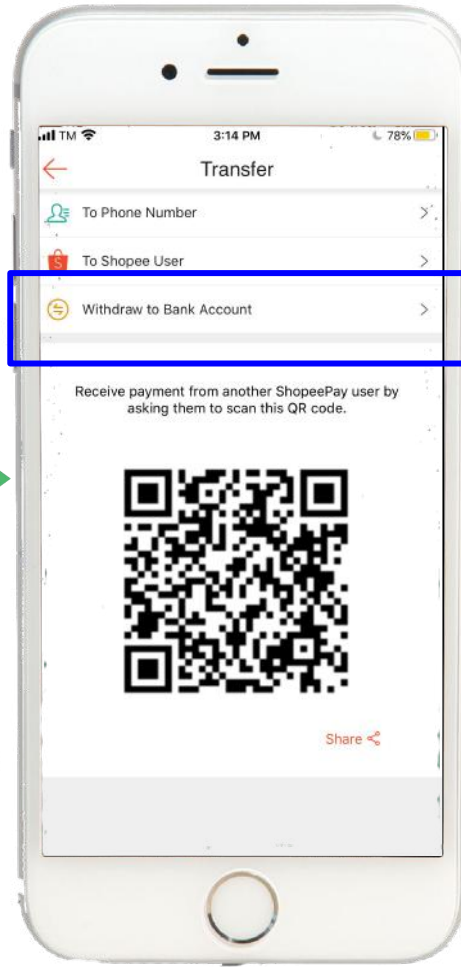 TM 3:14 PM 78%
Transfer
To Phone Number
S To Shopee User
Withdraw to Bank Account
Receive payment from another ShopeePay user by
asking them to scan this QR code.
Share